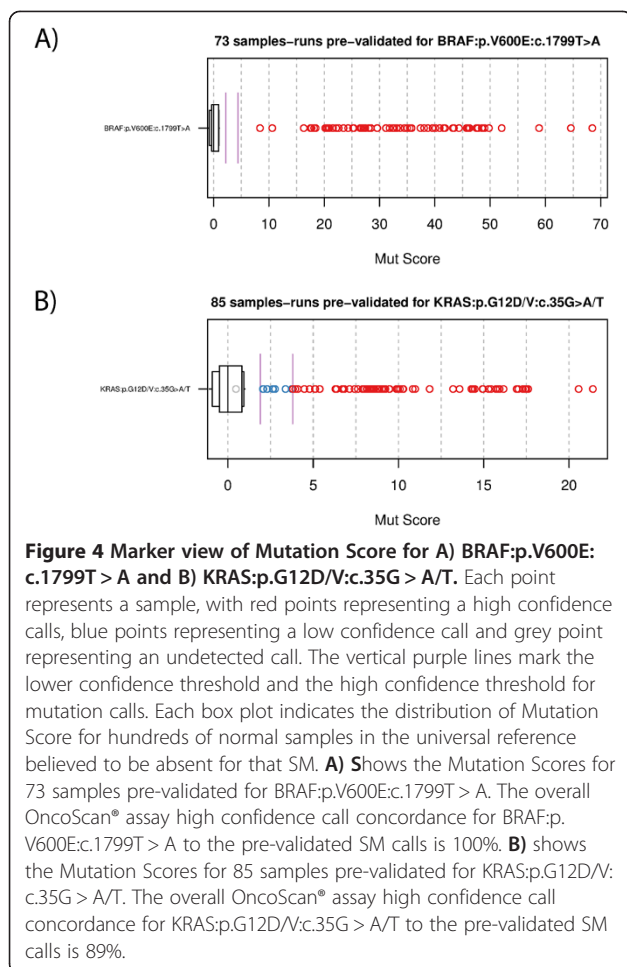 A)
73 samples–runs pre–validated for BRAF:p.V600E:c.1799T>A
BRAF:p.V600E:c.1799T>A
0 10 20 30 40 50 60 70
Mut Score
B)
85 samples–runs pre–validated for KRAS:p.G12D/V:c.35G>A/T
KRAS:p.G12D/V:c.35G>A/T
0 5 10 15 20
Mut Score
Figure 4 Marker view of Mutation Score for A) BRAF:p.V600E:
c.1799T > A and B) KRAS:p.G12D/V:c.35G > A/T. Each point
represents a sample, with red points representing a high confidence
calls, blue points representing a low confidence call and grey point
representing an undetected call. The vertical purple lines mark the
lower confidence threshold and the high confidence threshold for
mutation calls. Each box plot indicates the distribution of Mutation
Score for hundreds of normal samples in the universal reference
believed to be absent for that SM. A) Shows the Mutation Scores for
73 samples pre-validated for BRAF:p.V600E:c.1799T > A. The overall
OncoScan® assay high confidence call concordance for BRAF:p.
V600E:c.1799T > A to the pre-validated SM calls is 100%. B) shows
the Mutation Scores for 85 samples pre-validated for KRAS:p.G12D/V:
c.35G > A/T. The overall OncoScan® assay high confidence call
concordance for KRAS:p.G12D/V:c.35G > A/T to the pre-validated SM
calls is 89%.